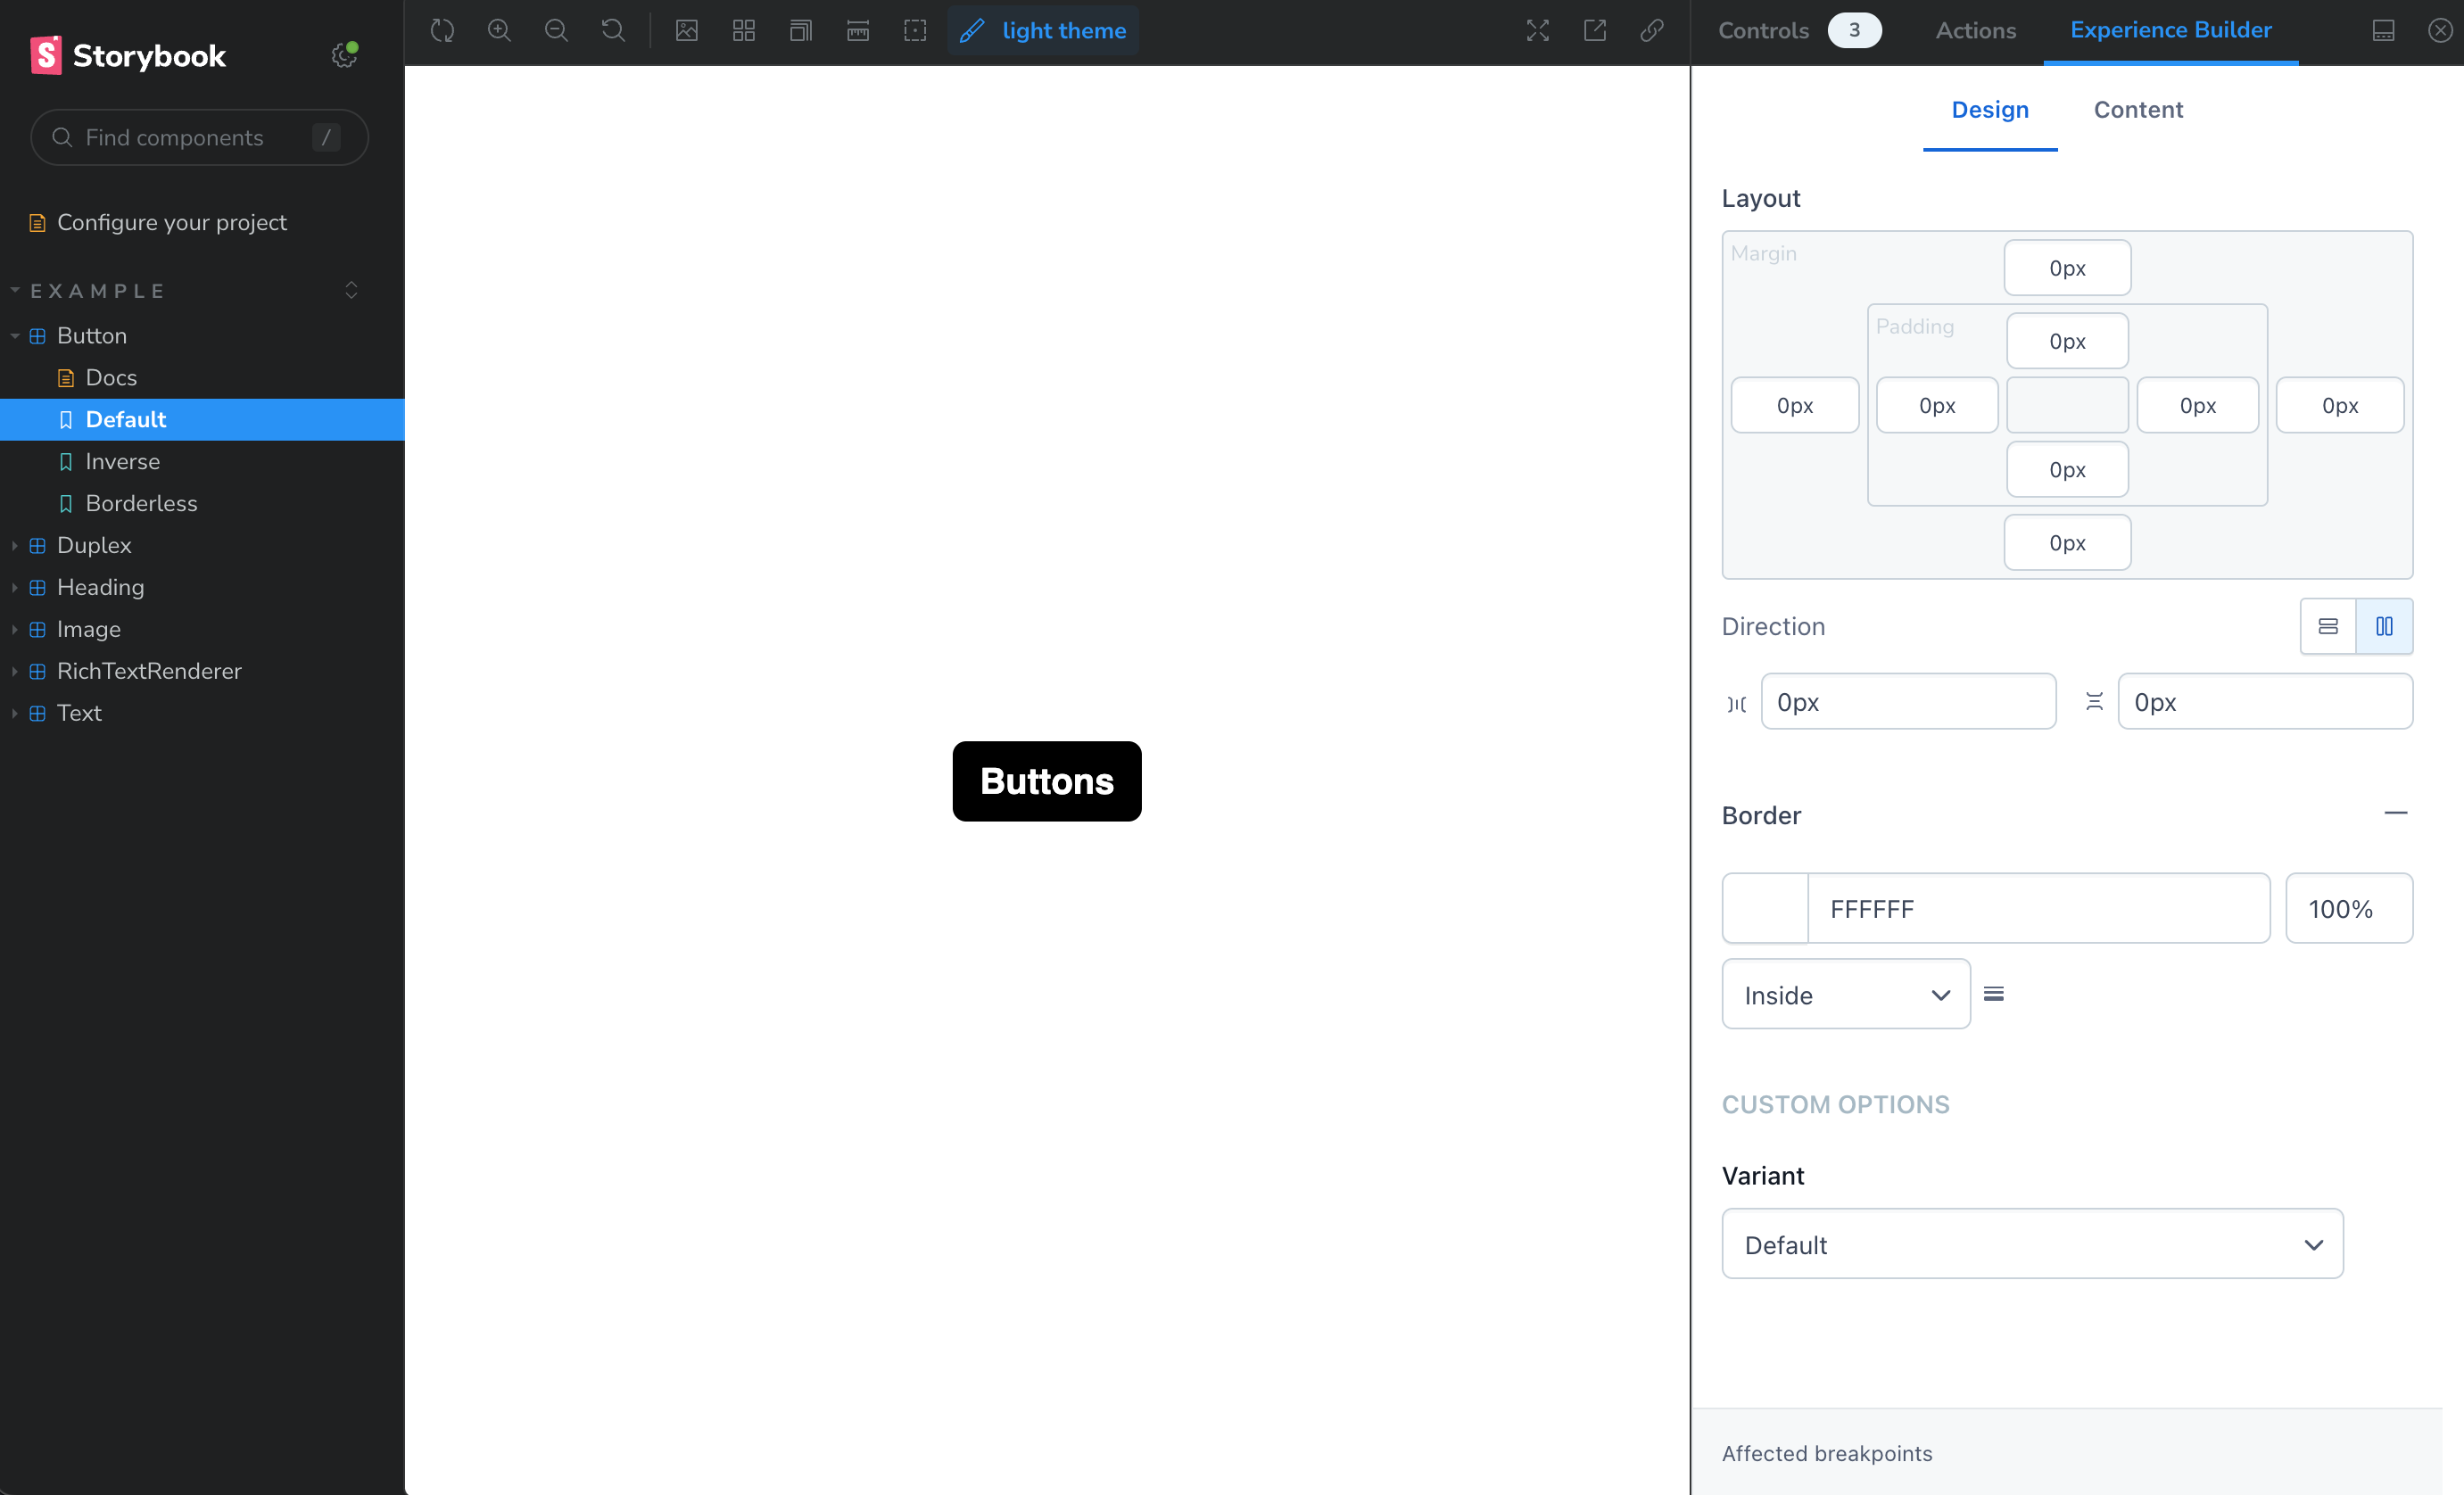 Storybook
Find components /
Configure your project
EXAMPLE
Button
Docs
Default
Inverse
Borderless
Duplex
Heading
Image
RichTextRenderer
Text
light theme
Buttons
Controls 3 Actions Experience Builder
Design Content
Layout
Margin
0px
Padding
0px
0px 0px 0px 0px
0px
0px
Direction
0px 0px
Border
FFFFFF 100%
Inside
CUSTOM OPTIONS
Variant
Default
Affected breakpoints